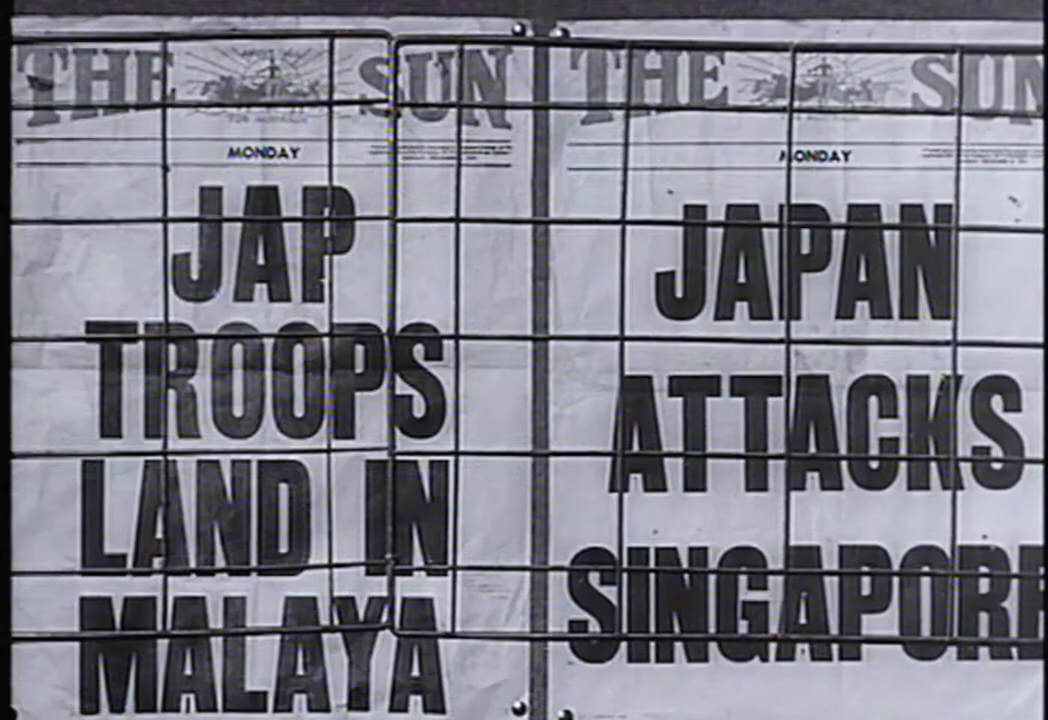 THE SUN
MONDAY
JAP
TROOPS
LAND IN
MALAYA
THE SUN
MONDAY
JAPAN
ATTACKS
SINGAPORE